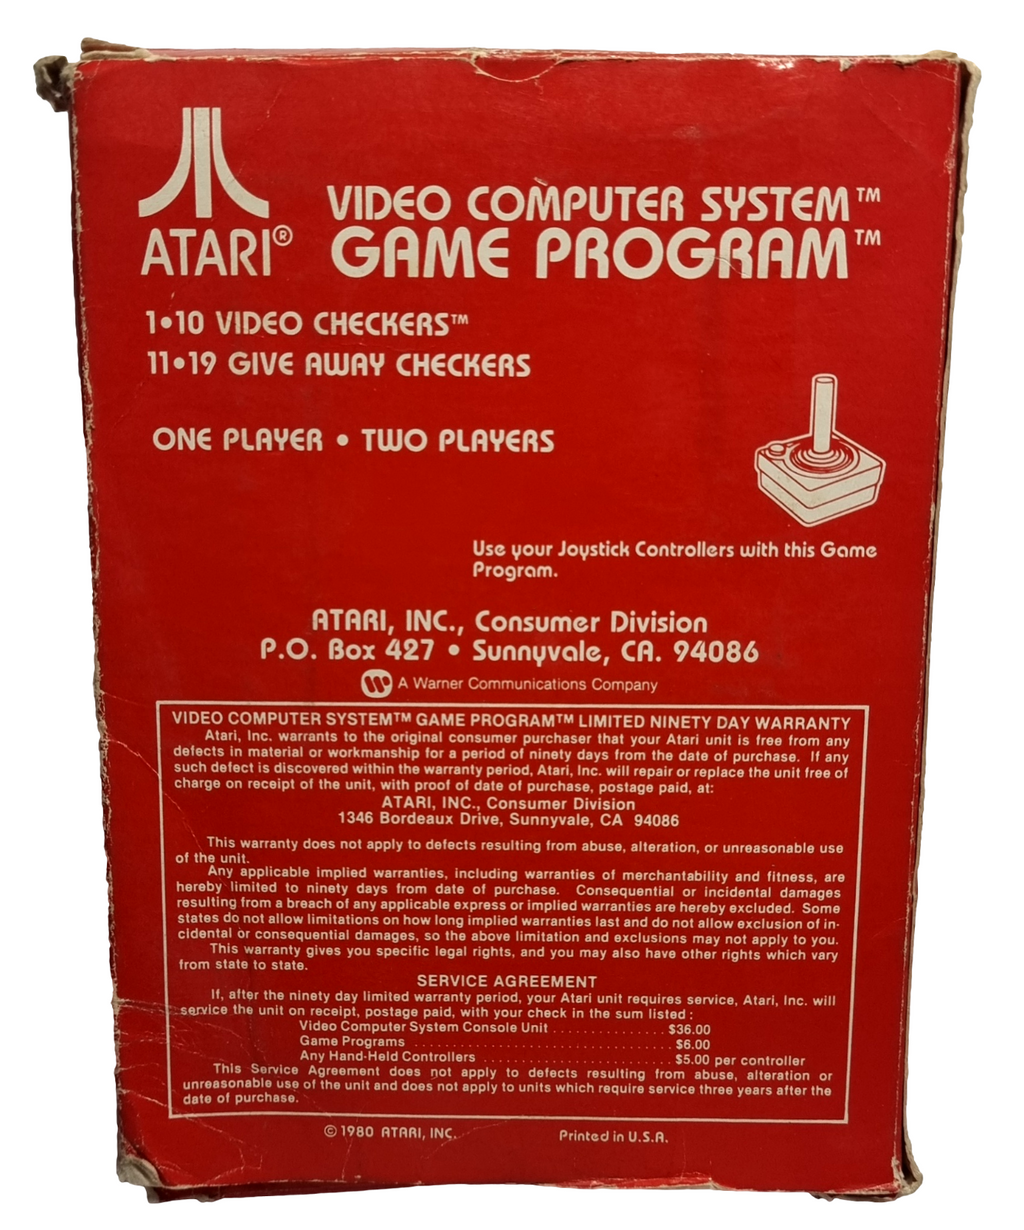 VIDEO COMPUTER SYSTEM™
ATARI® GAME PROGRAM™
1•10 VIDEO CHECKERS™
11•19 GIVE AWAY CHECKERS
ONE PLAYER • TWO PLAYERS
Use your Joystick Controllers with this Game
Program.
ATARI, INC., Consumer Division
P.O. Box 427 • Sunnyvale, CA. 94086
A Warner Communications Company
VIDEO COMPUTER SYSTEM™ GAME PROGRAM™ LIMITED NINETY DAY WARRANTY
Atari, Inc. warrants to the original consumer purchaser that your Atari unit is free from any
defects in material or workmanship for a period of ninety days from the date of purchase. If any
such defect is discovered within the warranty period, Atari, Inc. will repair or replace the unit free of
charge on receipt of the unit, with proof of date of purchase, postage paid, at:
ATARI, INC., Consumer Division
1346 Bordeaux Drive, Sunnyvale, CA 94086
This warranty does not apply to defects resulting from abuse, alteration, or unreasonable use
of the unit.
Any applicable implied warranties, including warranties of merchantability and fitness, are
hereby limited to ninety days from date of purchase. Consequential or incidental damages
resulting from a breach of any applicable express or implied warranties are hereby excluded. Some
states do not allow limitations on how long implied warranties last and do not allow exclusion of in-
cidental or consequential damages, so the above limitation and exclusions may not apply to you.
This warranty gives you specific legal rights, and you may also have other rights which vary
from state to state.
SERVICE AGREEMENT
If, after the ninety day limited warranty period, your Atari unit requires service, Atari, Inc. will
service the unit on receipt, postage paid, with your check in the sum listed :
Video Computer System Console Unit . . . . . . . . . . . . . . . $36.00
Game Programs . . . . . . . . . . . . . . . . . . . . . . . . . . . . . . . . . . . . $6.00
Any Hand-Held Controllers . . . . . . . . . . . . . . . . . . . . . . . . . $5.00 per controller
This Service Agreement does not apply to defects resulting from abuse, alteration or
unreasonable use of the unit and does not apply to units which require service three years after the
date of purchase.
© 1980 ATARI, INC. Printed in U.S.A.